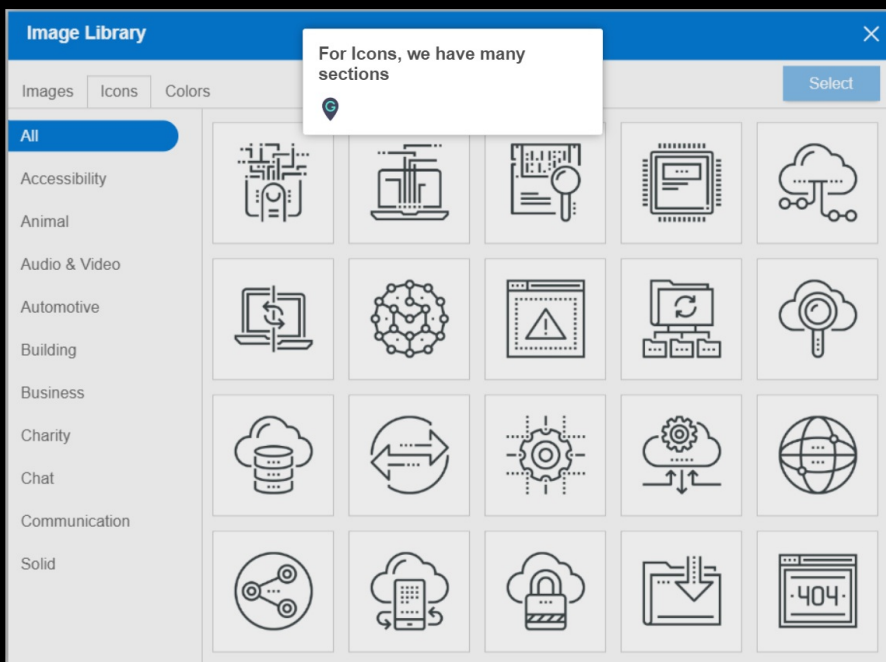 Image Library
For Icons, we have many
sections
G
Images
Icons
Colors
Select
All
Accessibility
Animal
Audio & Video
Automotive
Building
Business
Charity
Chat
Communication
Solid
404